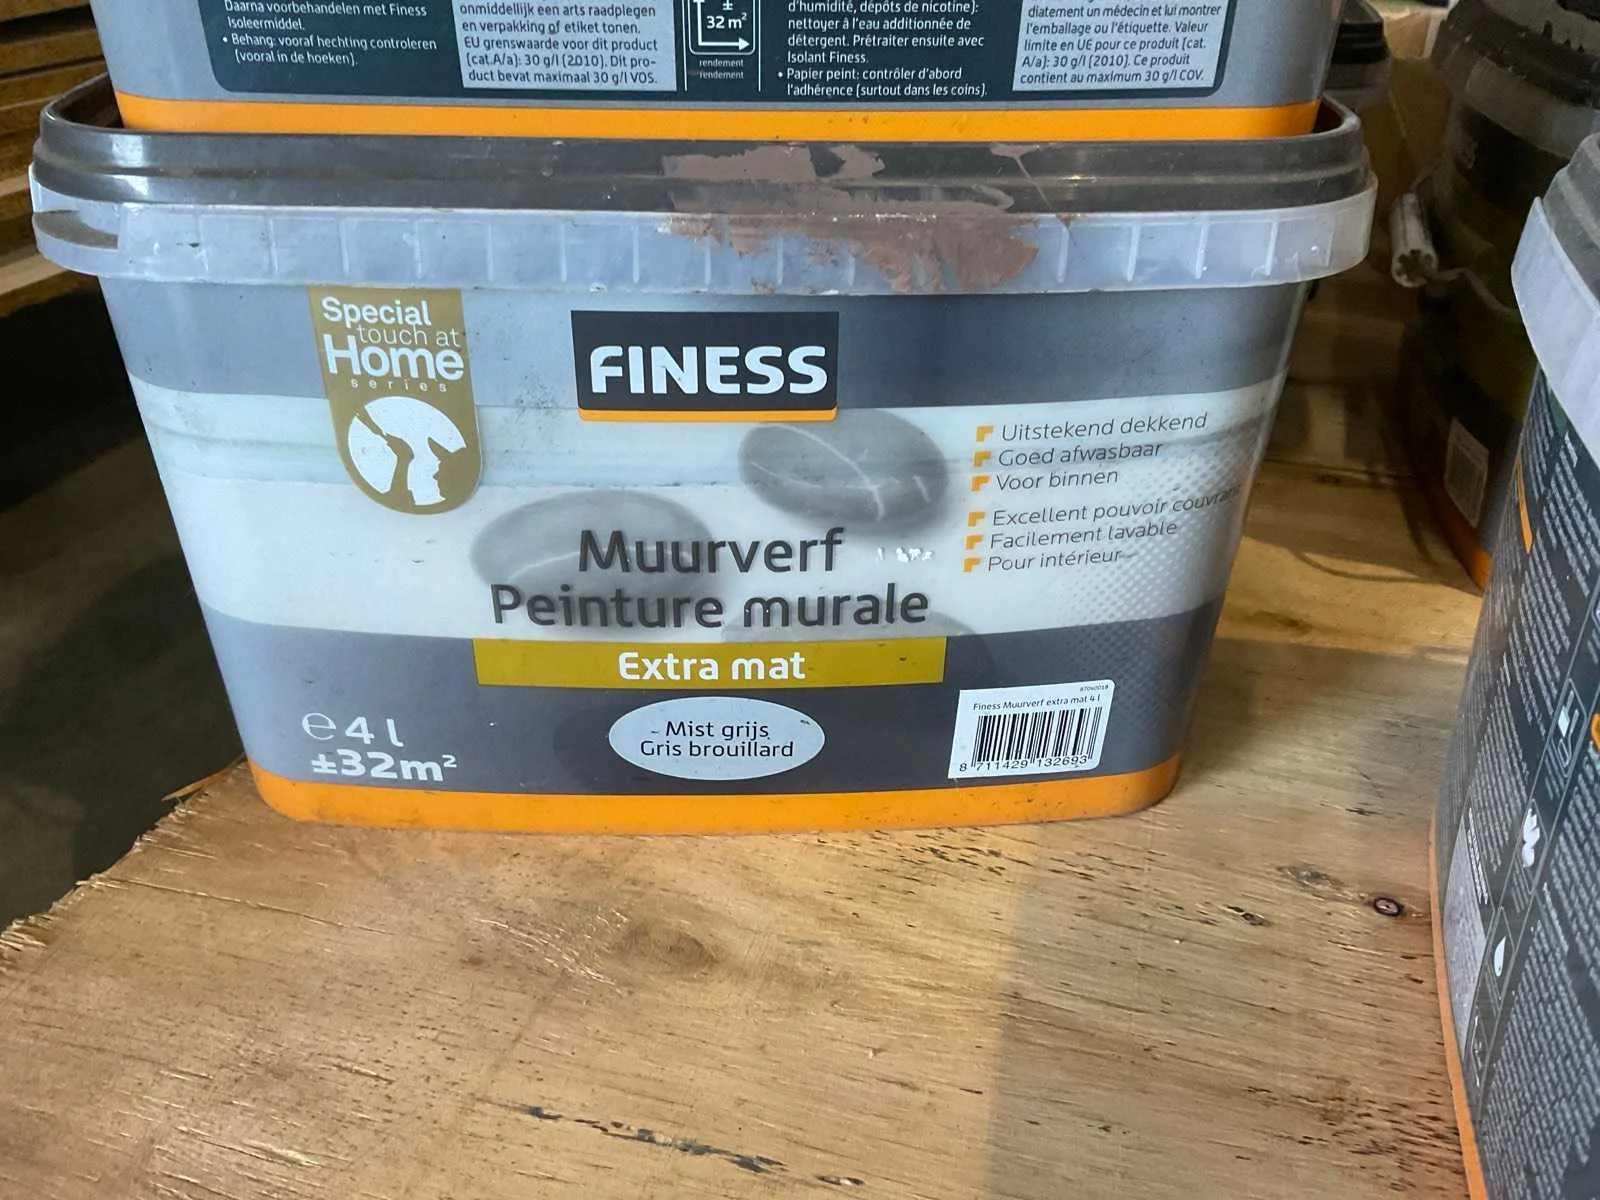 Daarna voorbehandelen met Finess
Isoleermiddel.
• Behang: vooraf hechting controleren
(vooral in de hoeken).
onmiddellijk een arts raadplegen
en verpakking of etiket tonen.
EU grenswaarde voor dit product
(cat.A/a): 30 g/l (2010). Dit pro-
duct bevat maximaal 30 g/l VOS.
±
32 m²
rendement
rendement
d'humidité, dépôts de nicotine):
nettoyer à l'eau additionnée de
détergent. Prétraiter ensuite avec
Isolant Finess.
• Papier peint: contrôler d'abord
l'adhérence (surtout dans les coins).
diatement un médecin et lui montrer
l'emballage ou l'étiquette. Valeur
limite en UE pour ce produit (cat.
A/a): 30 g/l (2010). Ce produit
contient au maximum 30 g/l COV.
Special
touch at
Home
series
FINESS
Uitstekend dekkend
Goed afwasbaar
Voor binnen
Excellent pouvoir couvrant
Facilement lavable
Pour intérieur
Muurverf
Peinture murale
Extra mat
Mist grijs
Gris brouillard
℮ 4 l
±32m²
87040018
Finess Muurverf extra mat 4 l
8 711429 132693